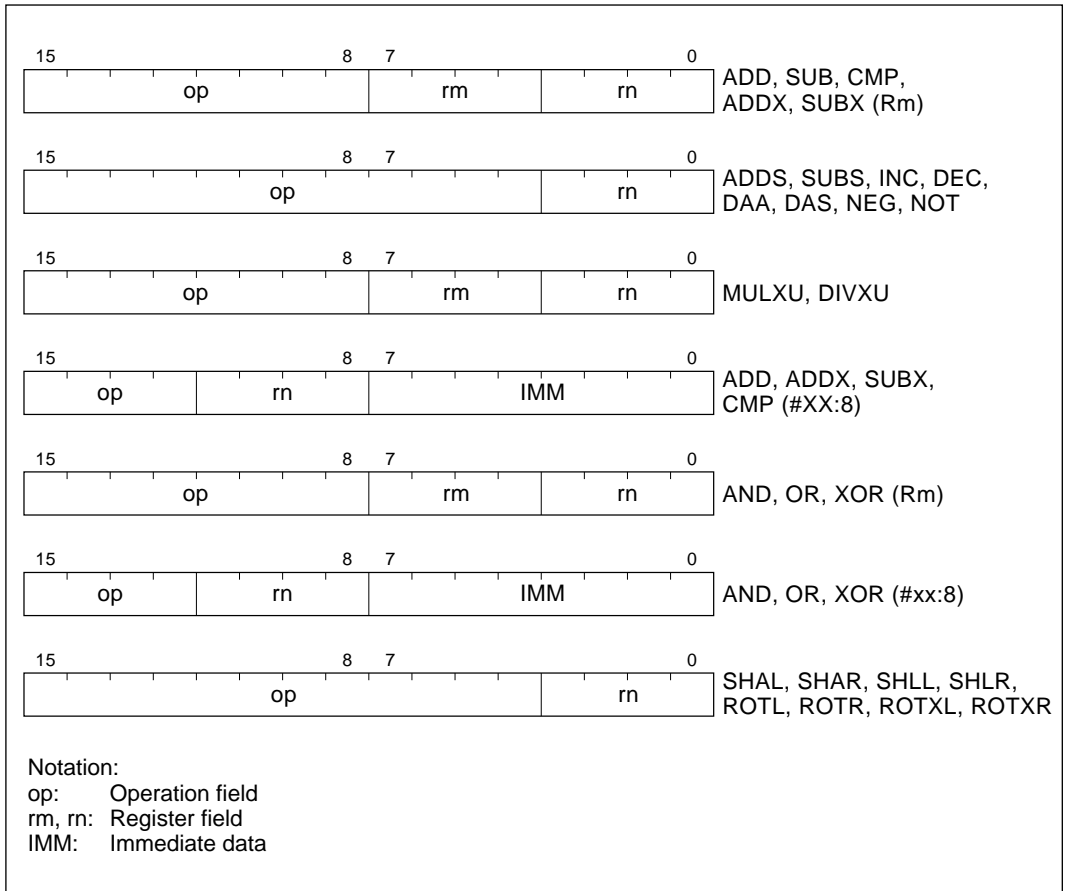 15 8 7 0
op rm rn
ADD, SUB, CMP,
ADDX, SUBX (Rm)
15 8 7 0
op rn
ADDS, SUBS, INC, DEC,
DAA, DAS, NEG, NOT
15 8 7 0
op rm rn
MULXU, DIVXU
15 8 7 0
op rn IMM
ADD, ADDX, SUBX,
CMP (#XX:8)
15 8 7 0
op rm rn
AND, OR, XOR (Rm)
15 8 7 0
op rn IMM
AND, OR, XOR (#xx:8)
15 8 7 0
op rn
SHAL, SHAR, SHLL, SHLR,
ROTL, ROTR, ROTXL, ROTXR
Notation:
op: Operation field
rm, rn: Register field
IMM: Immediate data